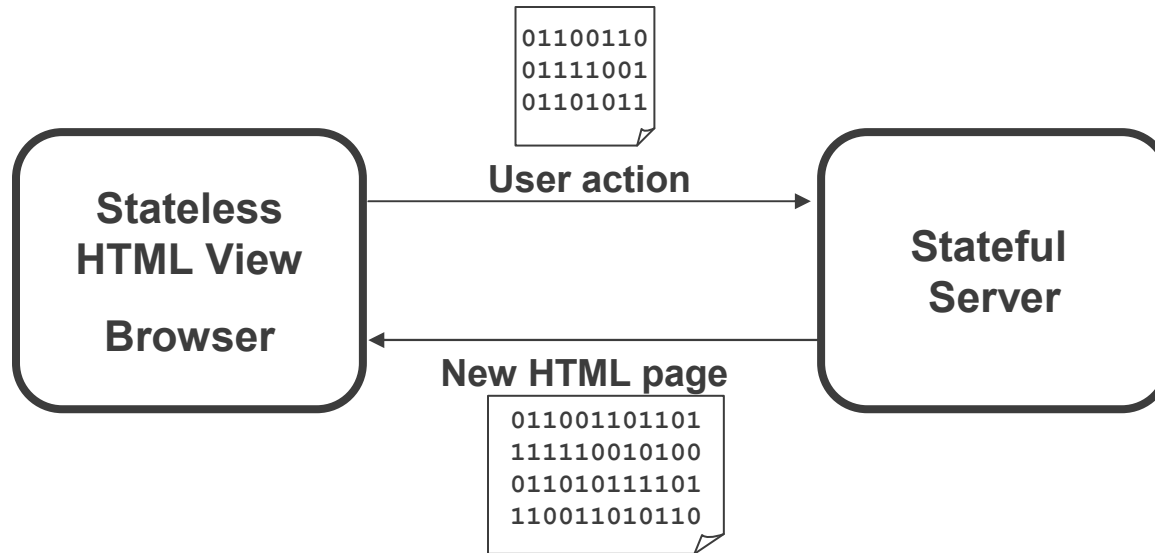 01100110
01111001
01101011
User action
Stateless
HTML View
Browser
Stateful
Server
New HTML page
011001101101
111110010100
011010111101
110011010110